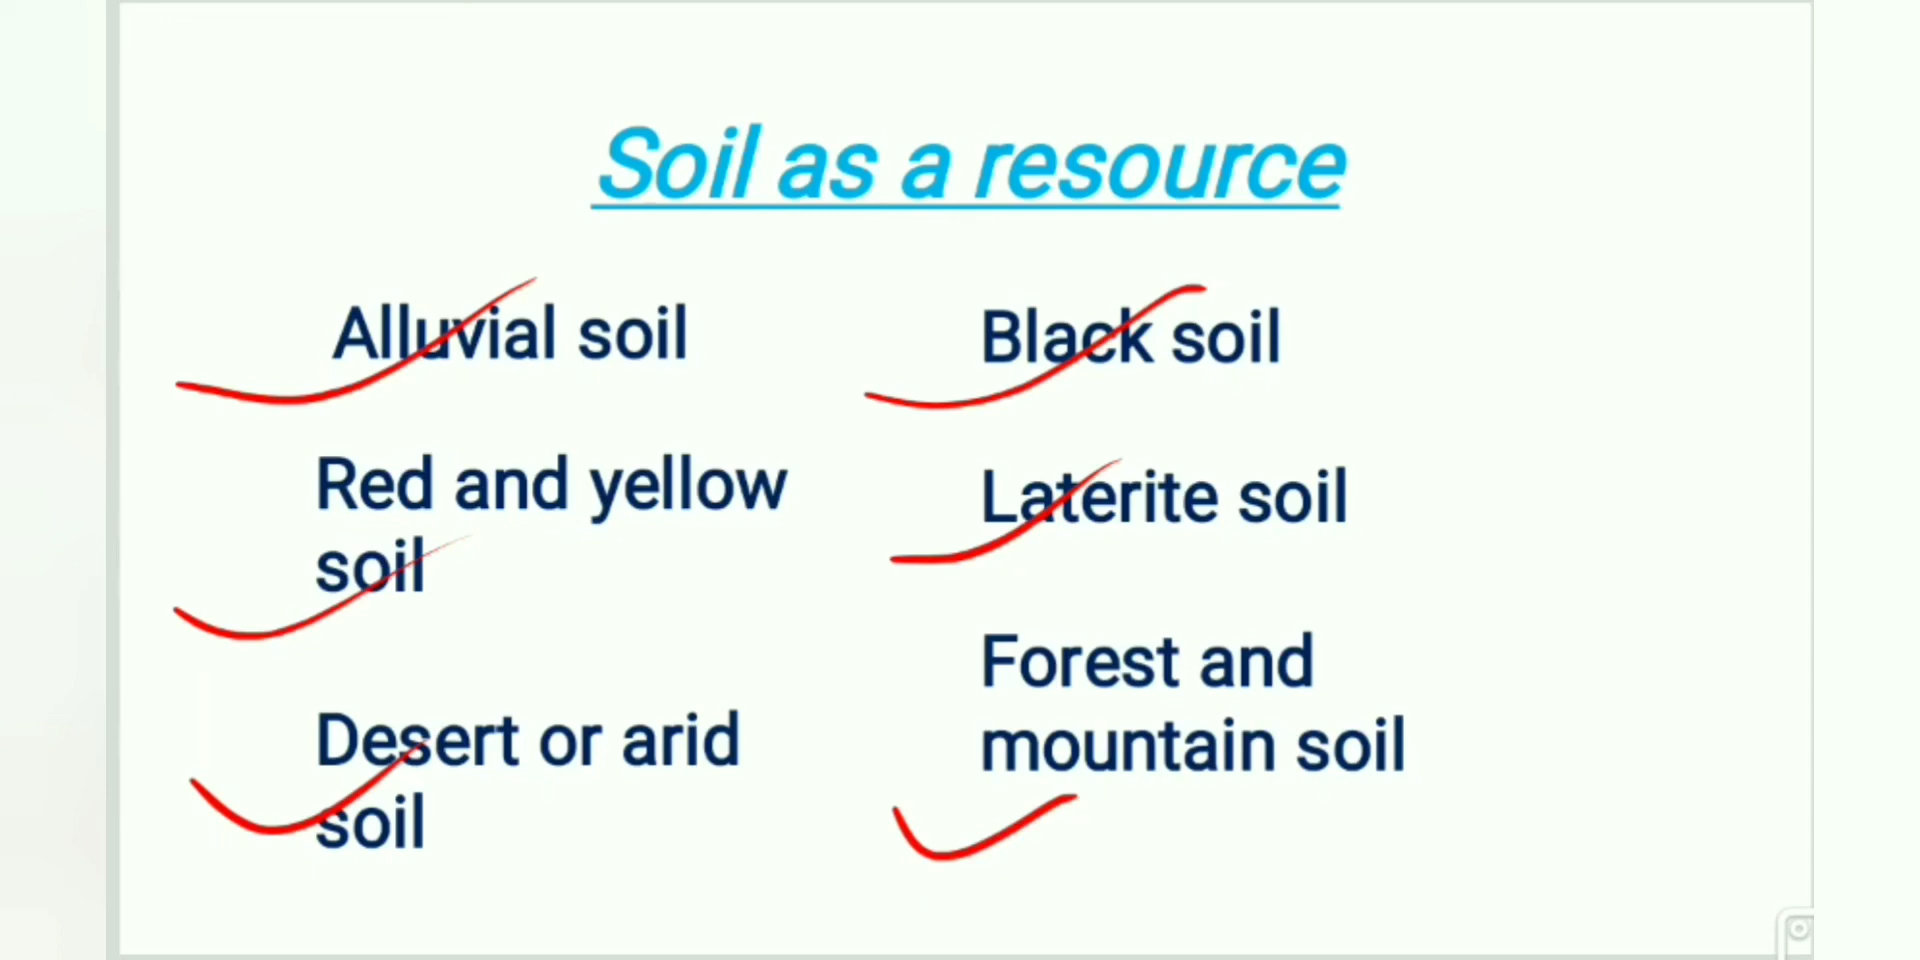 Soil as a resource
Alluvial soil
Black soil
Red and yellow
soil
Laterite soil
Desert or arid
soil
Forest and
mountain soil